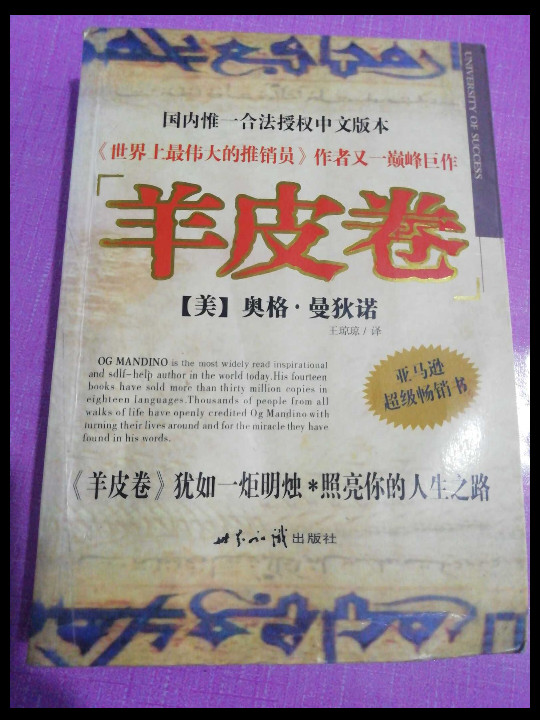 UNIVERSITY OF SUCCESS
国内惟一合法授权中文版本
《世界上最伟大的推销员》作者又一巅峰巨作
「羊皮卷」
【美】奥格·曼狄诺
王琼琼/译
OG MANDINO is the most widely read inspirational
and sdlf-help author in the world today.His fourteen
books have sold more than thirty million copies in
eighteen languages.Thousands of people from all
walks of life have openly credited Og Mandino with
turning their lives around and for the miracle they have
found in his words.
亚马逊
超级畅销书
《羊皮卷》犹如一炬明烛*照亮你的人生之路
世界知识出版社